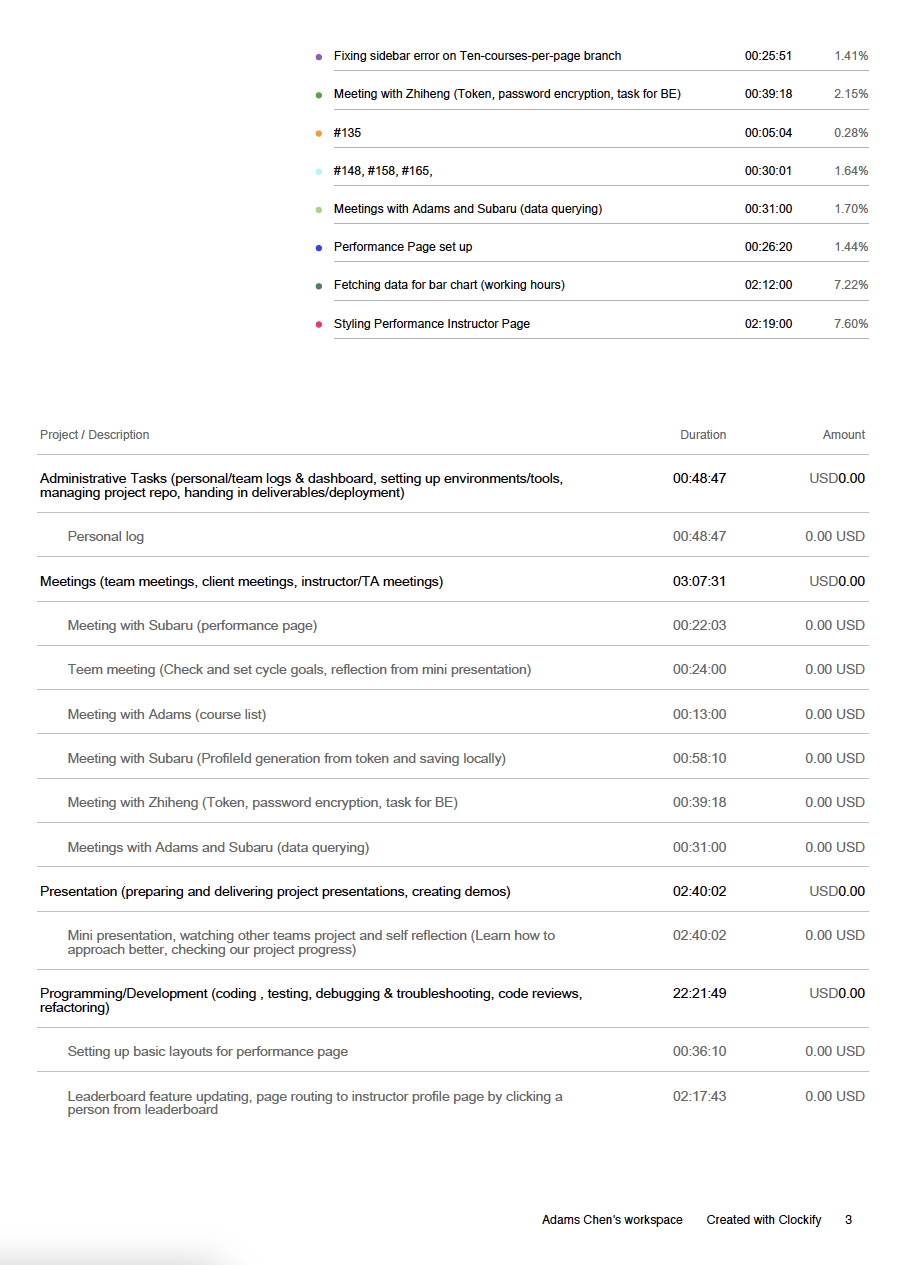 Fixing sidebar error on Ten-courses-per-page branch 00:25:51 1.41%
Meeting with Zhiheng (Token, password encryption, task for BE) 00:39:18 2.15%
#135 00:05:04 0.28%
#148, #158, #165, 00:30:01 1.64%
Meetings with Adams and Subaru (data querying) 00:31:00 1.70%
Performance Page set up 00:26:20 1.44%
Fetching data for bar chart (working hours) 02:12:00 7.22%
Styling Performance Instructor Page 02:19:00 7.60%
Project / Description Duration Amount
Administrative Tasks (personal/team logs & dashboard, setting up environments/tools, 00:48:47 USD0.00
managing project repo, handing in deliverables/deployment)
Personal log 00:48:47 0.00 USD
Meetings (team meetings, client meetings, instructor/TA meetings) 03:07:31 USD0.00
Meeting with Subaru (performance page) 00:22:03 0.00 USD
Teem meeting (Check and set cycle goals, reflection from mini presentation) 00:24:00 0.00 USD
Meeting with Adams (course list) 00:13:00 0.00 USD
Meeting with Subaru (ProfileId generation from token and saving locally) 00:58:10 0.00 USD
Meeting with Zhiheng (Token, password encryption, task for BE) 00:39:18 0.00 USD
Meetings with Adams and Subaru (data querying) 00:31:00 0.00 USD
Presentation (preparing and delivering project presentations, creating demos) 02:40:02 USD0.00
Mini presentation, watching other teams project and self reflection (Learn how to 02:40:02 0.00 USD
approach better, checking our project progress)
Programming/Development (coding , testing, debugging & troubleshooting, code reviews, 22:21:49 USD0.00
refactoring)
Setting up basic layouts for performance page 00:36:10 0.00 USD
Leaderboard feature updating, page routing to instructor profile page by clicking a 02:17:43 0.00 USD
person from leaderboard
Adams Chen's workspace Created with Clockify 3